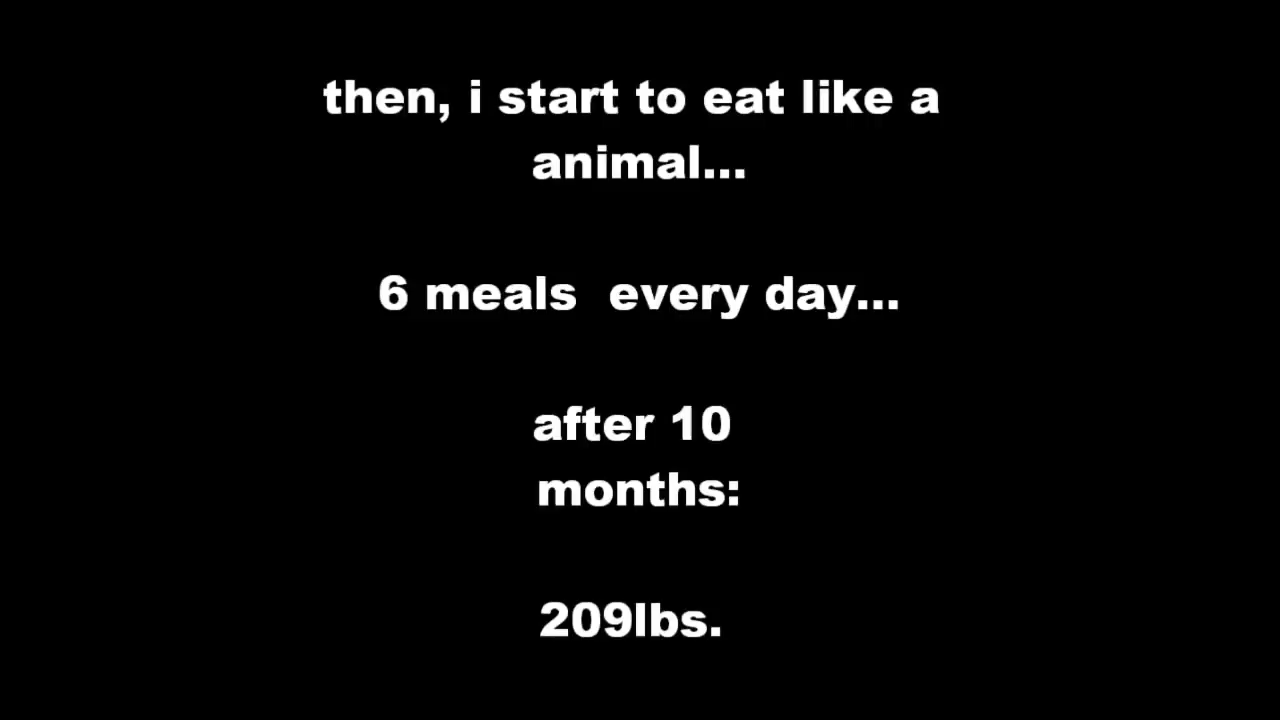 then, i start to eat like a
animal...
6 meals  every day...
after 10
months:
209lbs.